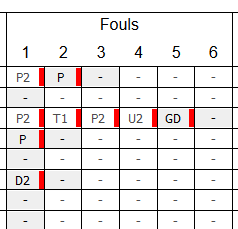 Fouls
1 2 3 4 5 6
P2 P - - - -
- - - - - -
P2 T1 P2 U2 GD -
P - - - - -
- - - - - -
D2 - - - - -
- - - - - -
- - - - - -